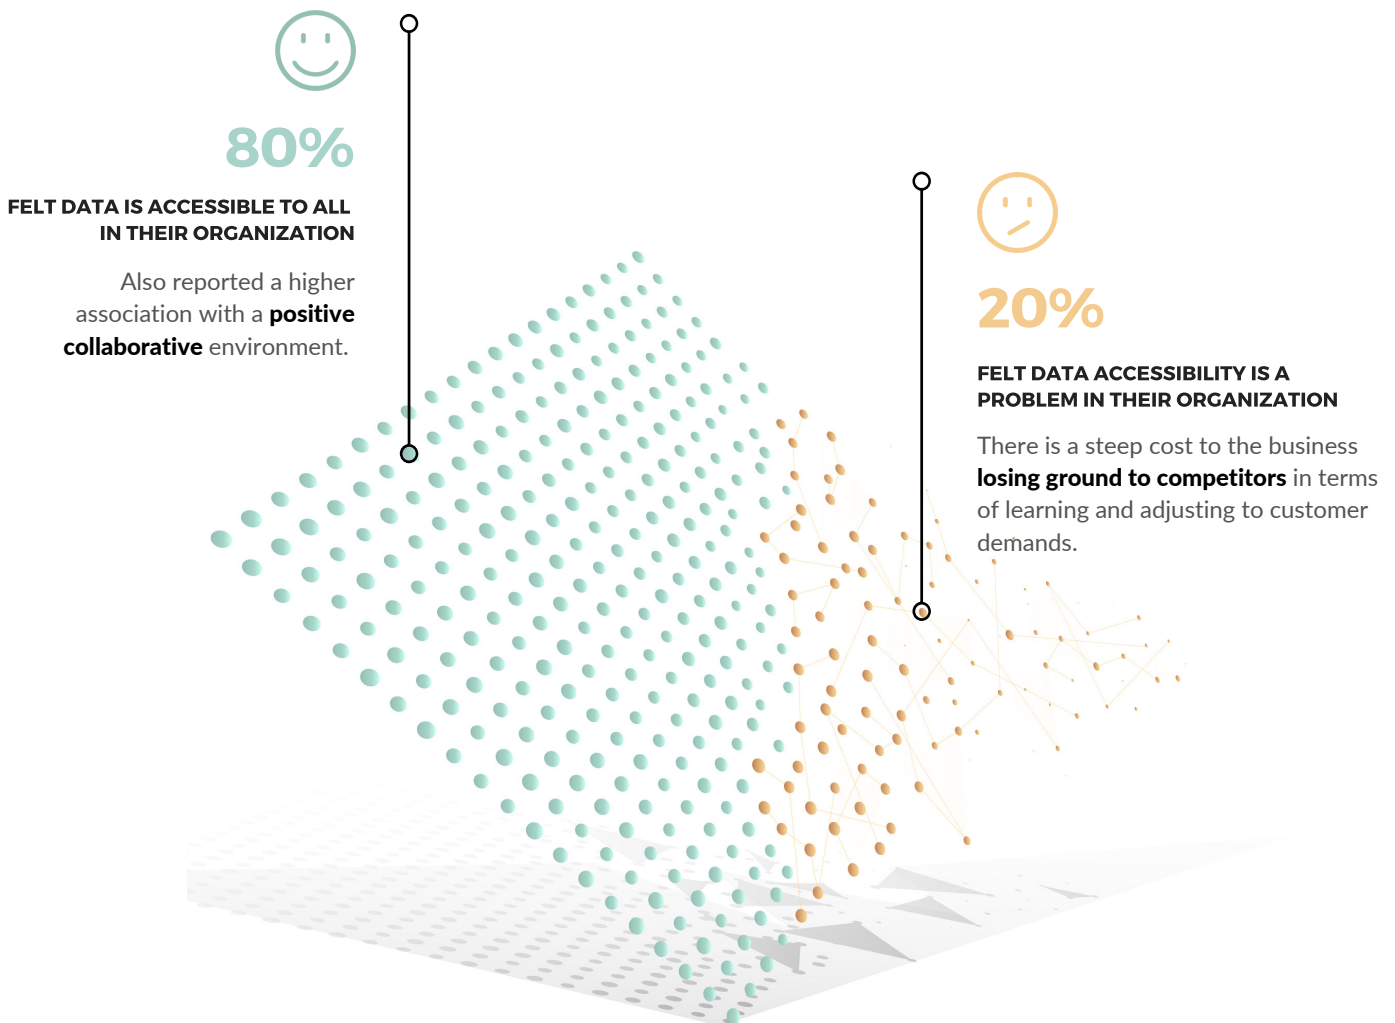 80%
FELT DATA IS ACCESSIBLE TO ALL
IN THEIR ORGANIZATION
Also reported a higher
association with a positive
collaborative environment.
20%
FELT DATA ACCESSIBILITY IS A
PROBLEM IN THEIR ORGANIZATION
There is a steep cost to the business
losing ground to competitors in terms
of learning and adjusting to customer
demands.